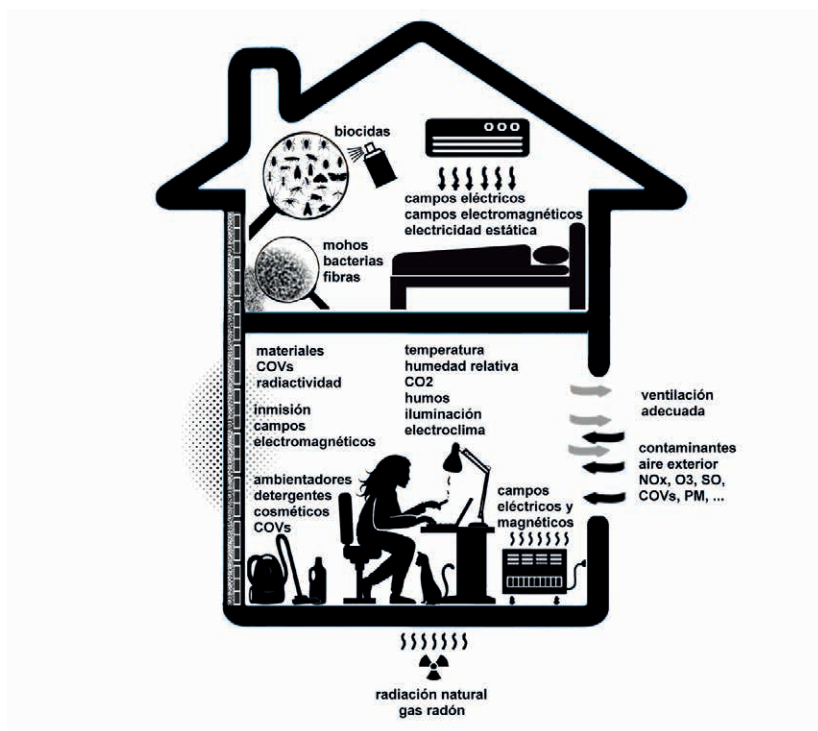 biocidas
campos eléctricos
campos electromagnéticos
electricidad estática
mohos
bacterias
fibras
materiales
COVs
radiactividad
inmisión
campos
electromagnéticos
ambientadores
detergentes
cosméticos
COVs
temperatura
humedad relativa
CO2
humos
iluminación
electroclima
campos
eléctricos y
magnéticos
ventilación
adecuada
contaminantes
aire exterior
NOx, O3, SO,
COVs, PM, ...
radiación natural
gas radón